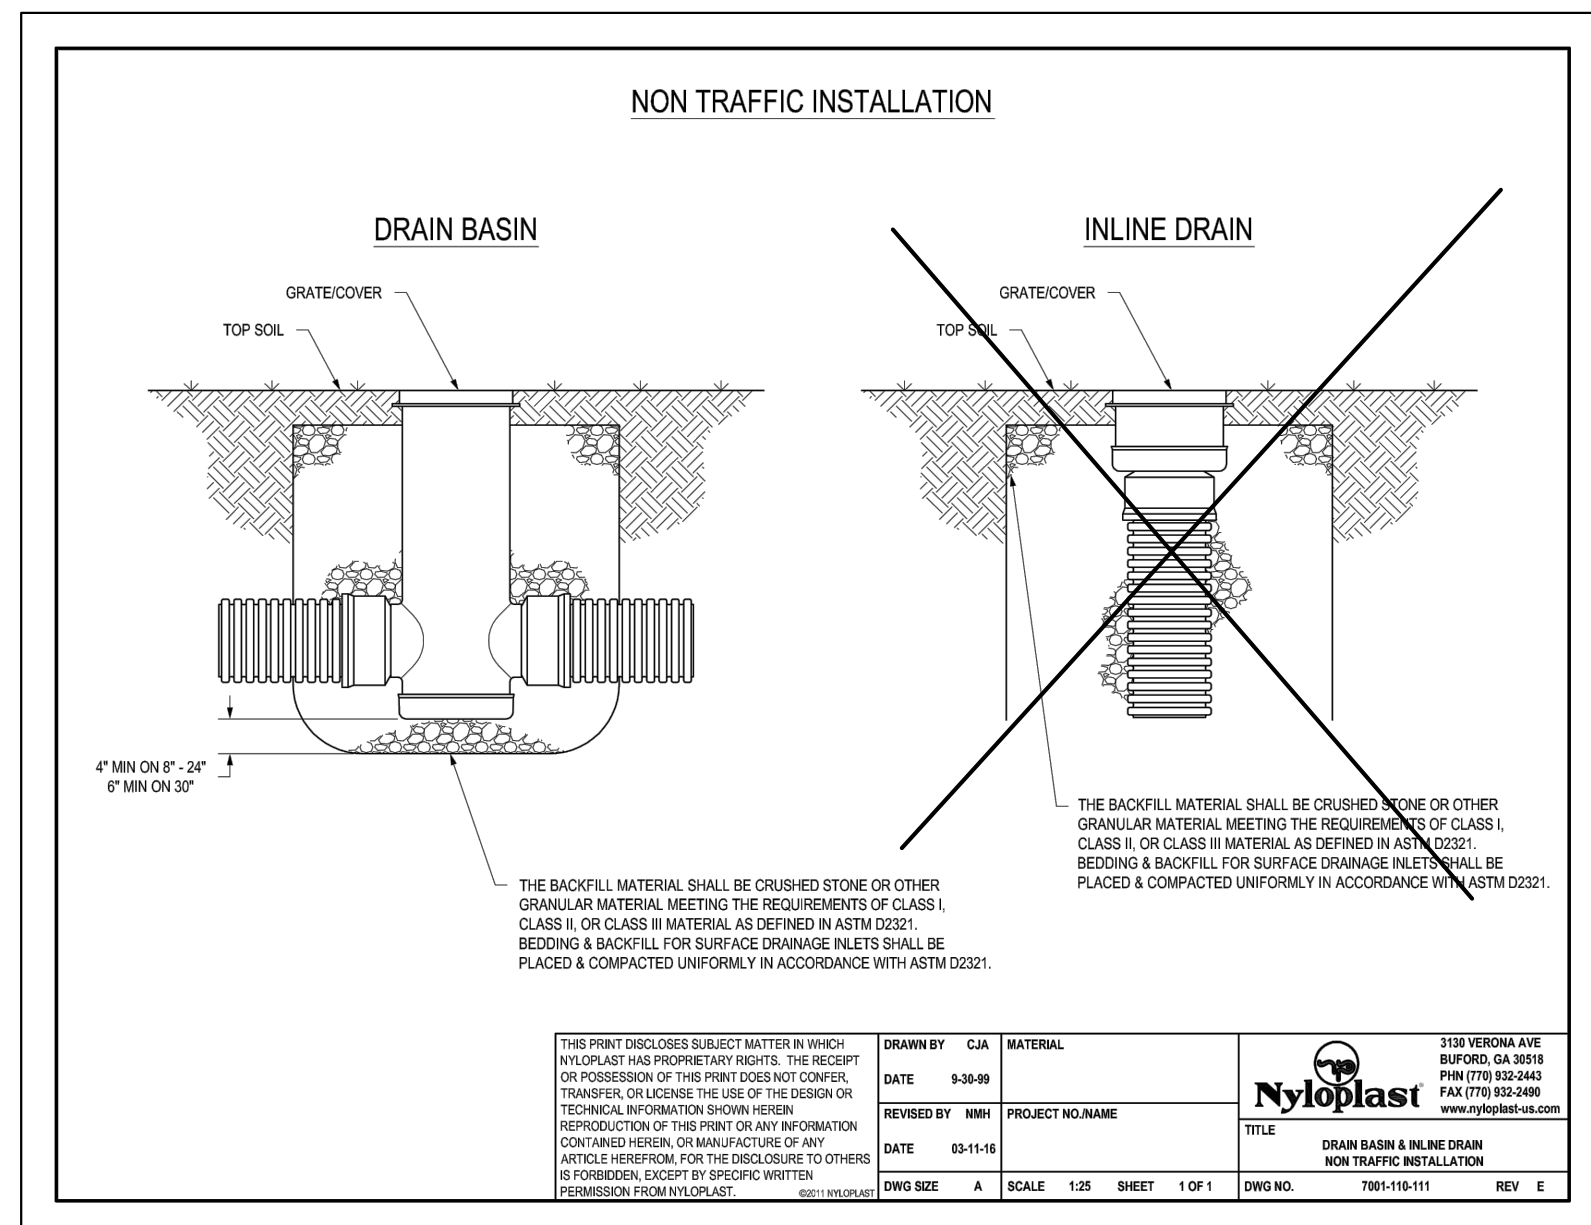 NON TRAFFIC INSTALLATION
DRAIN BASIN
GRATE/COVER
TOP SOIL
4" MIN ON 8" - 24"
6" MIN ON 30"
THE BACKFILL MATERIAL SHALL BE CRUSHED STONE OR OTHER
GRANULAR MATERIAL MEETING THE REQUIREMENTS OF CLASS I,
CLASS II, OR CLASS III MATERIAL AS DEFINED IN ASTM D2321.
BEDDING & BACKFILL FOR SURFACE DRAINAGE INLETS SHALL BE
PLACED & COMPACTED UNIFORMLY IN ACCORDANCE WITH ASTM D2321.
INLINE DRAIN
GRATE/COVER
TOP SOIL
THE BACKFILL MATERIAL SHALL BE CRUSHED STONE OR OTHER
GRANULAR MATERIAL MEETING THE REQUIREMENTS OF CLASS I,
CLASS II, OR CLASS III MATERIAL AS DEFINED IN ASTM D2321.
BEDDING & BACKFILL FOR SURFACE DRAINAGE INLETS SHALL BE
PLACED & COMPACTED UNIFORMLY IN ACCORDANCE WITH ASTM D2321.
THIS PRINT DISCLOSES SUBJECT MATTER IN WHICH
NYLOPLAST HAS PROPRIETARY RIGHTS. THE RECEIPT
OR POSSESSION OF THIS PRINT DOES NOT CONFER,
TRANSFER, OR LICENSE THE USE OF THE DESIGN OR
TECHNICAL INFORMATION SHOWN HEREIN
REPRODUCTION OF THIS PRINT OR ANY INFORMATION
CONTAINED HEREIN, OR MANUFACTURE OF ANY
ARTICLE HEREFROM, FOR THE DISCLOSURE TO OTHERS
IS FORBIDDEN, EXCEPT BY SPECIFIC WRITTEN
PERMISSION FROM NYLOPLAST.
©2011 NYLOPLAST
DRAWN BY CJA
DATE 9-30-99
REVISED BY NMH
DATE 03-11-16
DWG SIZE A
MATERIAL
PROJECT NO./NAME
SCALE 1:25 SHEET 1 OF 1
Nyloplast®
3130 VERONA AVE
BUFORD, GA 30518
PHN (770) 932-2443
FAX (770) 932-2490
www.nyloplast-us.com
TITLE
DRAIN BASIN & INLINE DRAIN
NON TRAFFIC INSTALLATION
DWG NO. 7001-110-111 REV E